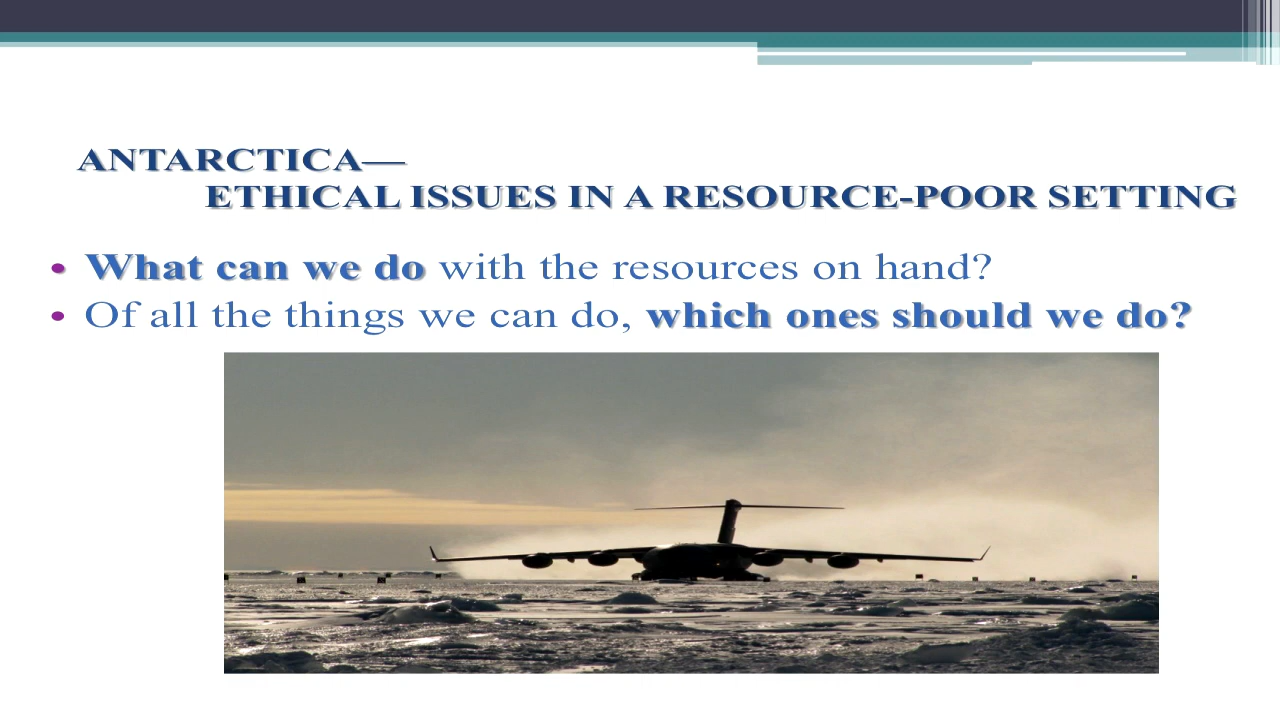 ANTARCTICA—
ETHICAL ISSUES IN A RESOURCE-POOR SETTING
• What can we do with the resources on hand?
• Of all the things we can do, which ones should we do?